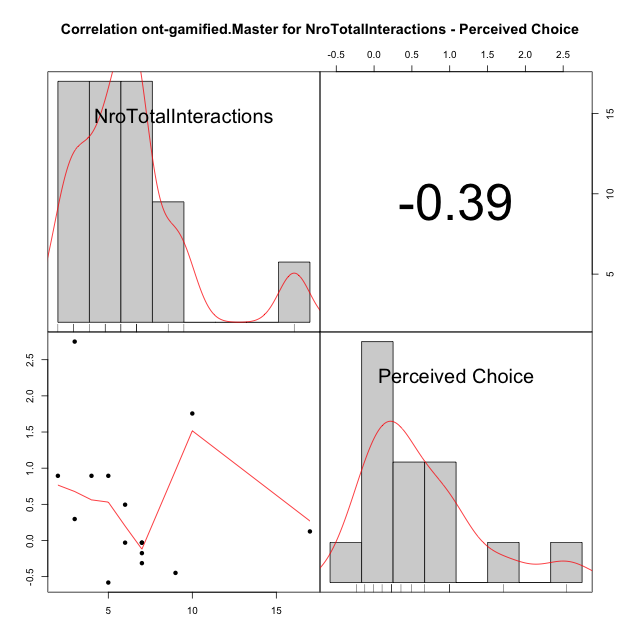 Correlation ont-gamified.Master for NroTotalInteractions - Perceived Choice
-0.5 0.0 0.5 1.0 1.5 2.0 2.5
NroTotalInteractions
-0.39
15
10
5
Perceived Choice
2.5
2.0
1.5
1.0
0.5
0.0
-0.5
5 10 15